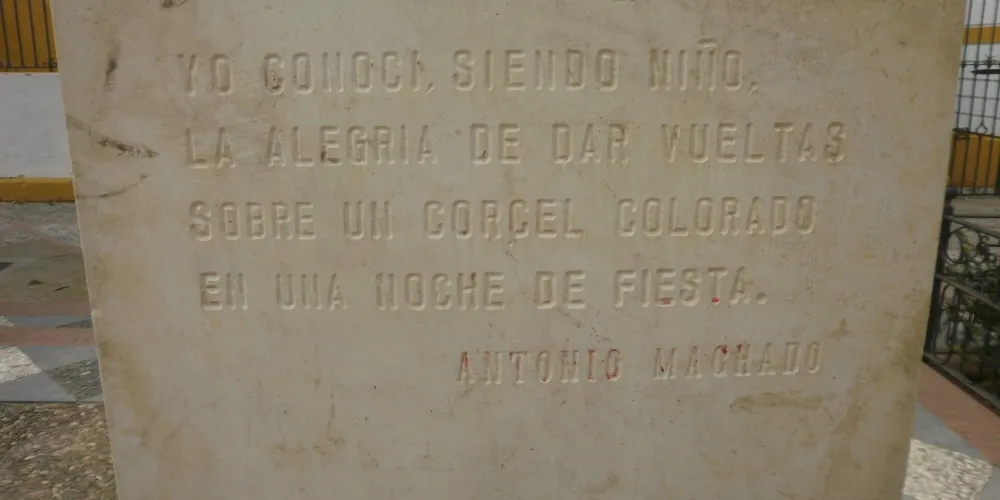 YO CONOCI, SIENDO NIÑO,
LA ALEGRIA DE DAR VUELTAS
SOBRE UN CORCEL COLORADO
EN UNA NOCHE DE FIESTA.
ANTONIO MACHADO